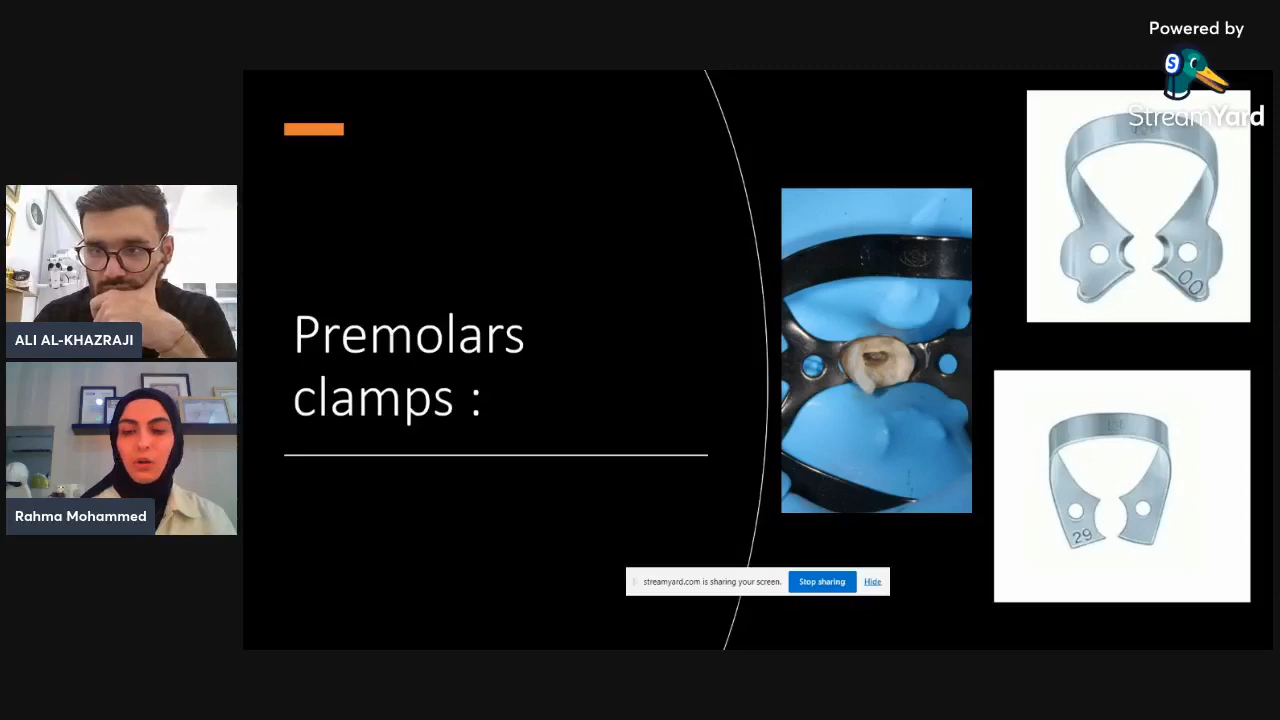 Powered by
StreamYard
Premolars
clamps :
00
29
ALI AL-KHAZRAJI
Rahma Mohammed
streamyard.com is sharing your screen.
Stop sharing
Hide